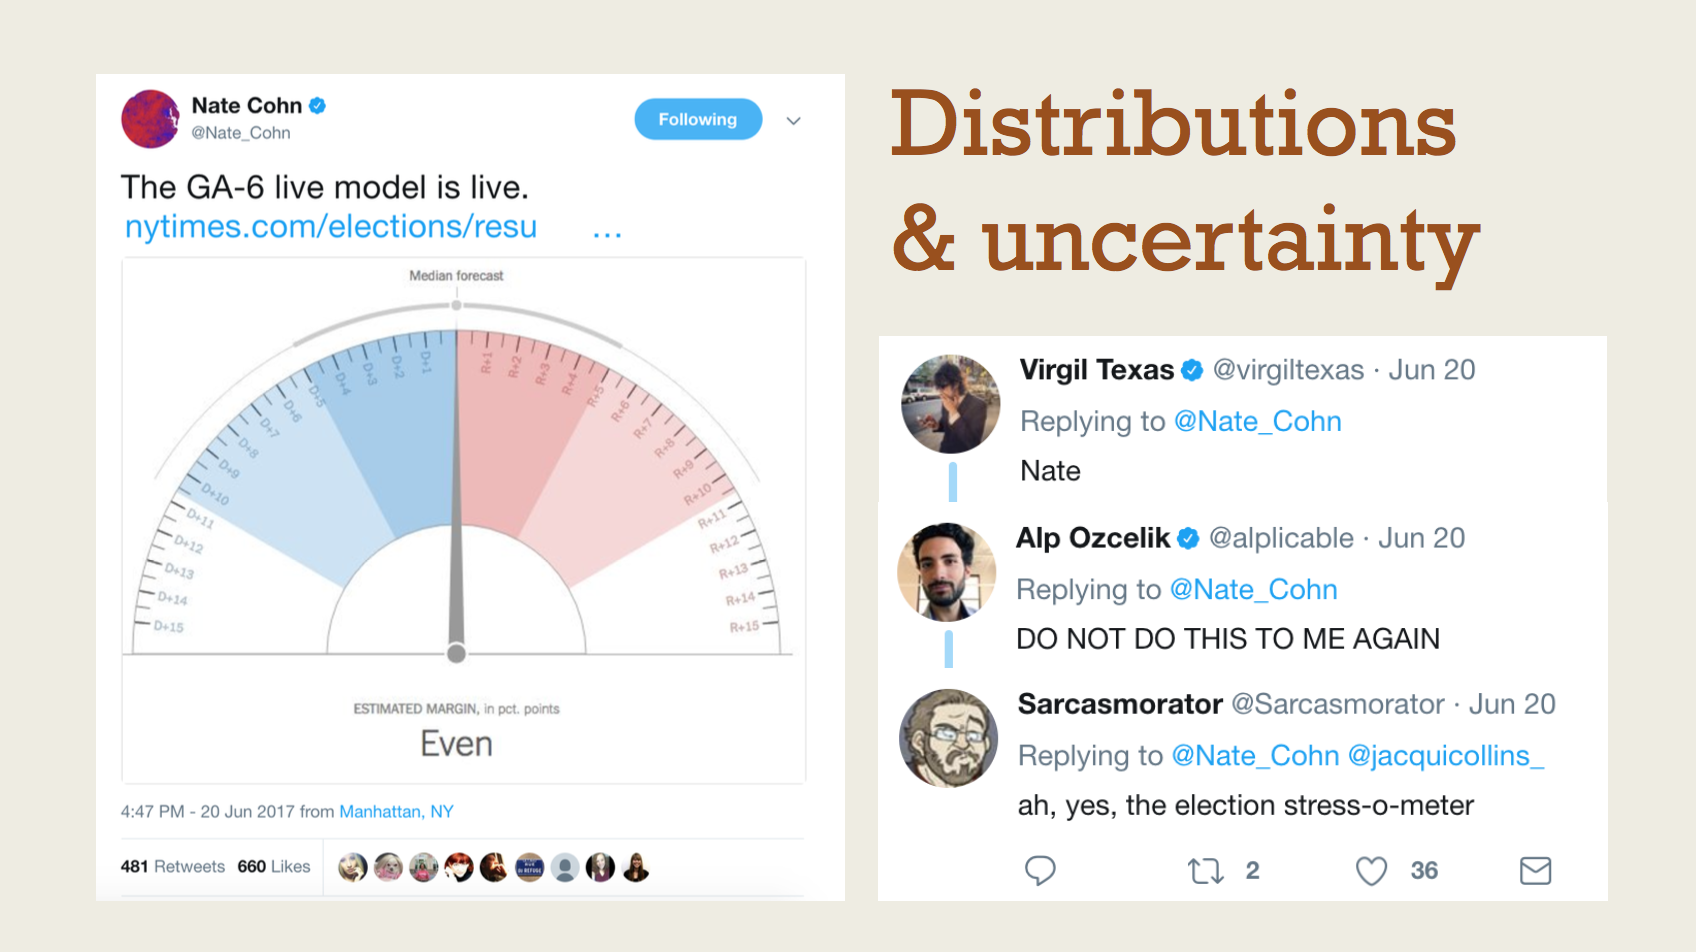 Nate Cohn
@Nate_Cohn
Following
The GA-6 live model is live.
nytimes.com/elections/resu ...
Median forecast
D+15
D+14
D+13
D+12
D+11
D+10
D+9
D+8
D+7
D+6
D+5
D+4
D+3
D+2
D+1
R+1
R+2
R+3
R+4
R+5
R+6
R+7
R+8
R+9
R+10
R+11
R+12
R+13
R+14
R+15
ESTIMATED MARGIN, in pct. points
Even
4:47 PM - 20 Jun 2017 from Manhattan, NY
481 Retweets 660 Likes
Distributions
& uncertainty
Virgil Texas @virgiltexas · Jun 20
Replying to @Nate_Cohn
Nate
Alp Ozcelik @alplicable · Jun 20
Replying to @Nate_Cohn
DO NOT DO THIS TO ME AGAIN
Sarcasmorator @Sarcasmorator · Jun 20
Replying to @Nate_Cohn @jacquicollins_
ah, yes, the election stress-o-meter
2 36